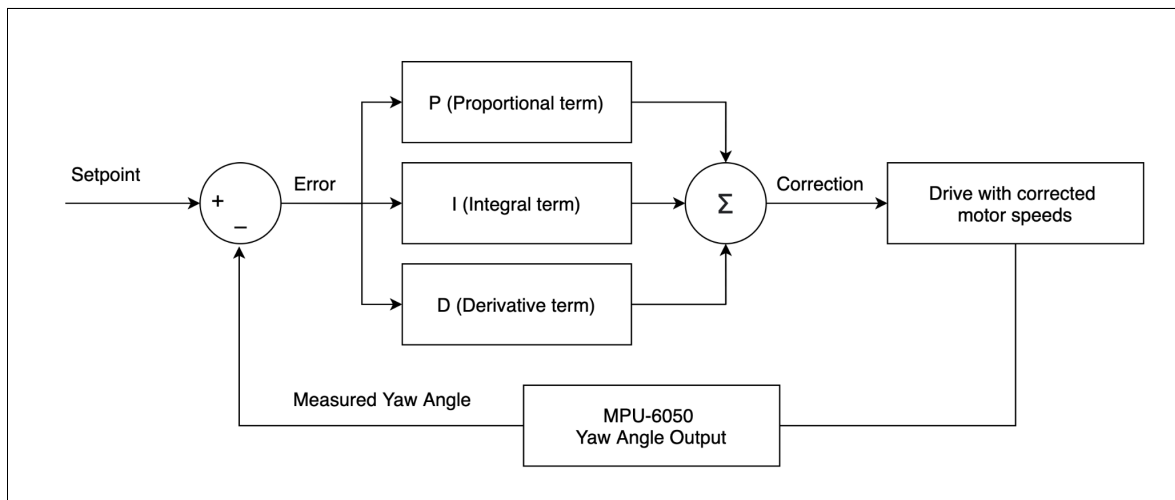 P (Proportional term)
Setpoint
+
−
Error
I (Integral term)
Σ
Correction
Drive with corrected
motor speeds
D (Derivative term)
Measured Yaw Angle
MPU-6050
Yaw Angle Output